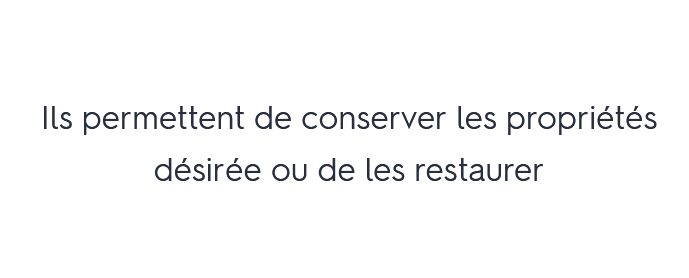 Ils permettent de conserver les propriétés
désirée ou de les restaurer